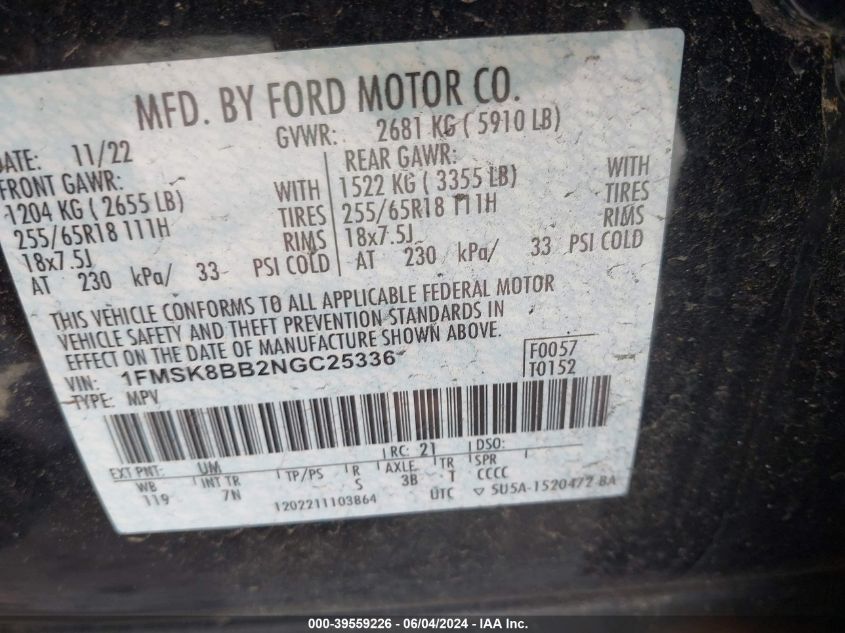 MFD. BY FORD MOTOR CO.
DATE: 11/22 GVWR: 2681 KG ( 5910 LB)
FRONT GAWR: REAR GAWR:
1204 KG ( 2655 LB) WITH 1522 KG ( 3355 LB) WITH
255/65R18 111H TIRES 255/65R18 111H TIRES
18x7.5J RIMS 18x7.5J RIMS
AT 230 kPa/ 33 PSI COLD AT 230 kPa/ 33 PSI COLD
THIS VEHICLE CONFORMS TO ALL APPLICABLE FEDERAL MOTOR
VEHICLE SAFETY AND THEFT PREVENTION STANDARDS IN
EFFECT ON THE DATE OF MANUFACTURE SHOWN ABOVE.
VIN: 1FMSK8BB2NGC25336 F0057
TYPE: MPV T0152
EXT PNT: UM RC: 21 DSO:
WB INT TR TP/PS R AXLE TR SPR
119 7N S 3B T CCCC
1202211103864 UTC ▽ 5U5A-1520472-BA
000-39559226 - 06/04/2024 - IAA Inc.